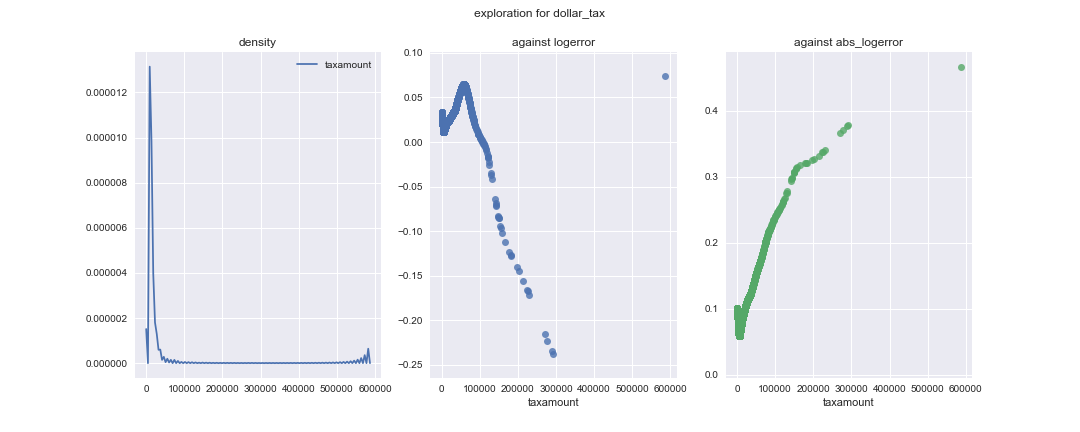 exploration for dollar_tax
density
against logerror
against abs_logerror
taxamount
0.000012
0.000010
0.000008
0.000006
0.000004
0.000002
0.000000
0 100000 200000 300000 400000 500000 600000
0.10
0.05
0.00
−0.05
−0.10
−0.15
−0.20
−0.25
0 100000 200000 300000 400000 500000 600000
taxamount
0.4
0.3
0.2
0.1
0.0
0 100000 200000 300000 400000 500000 600000
taxamount